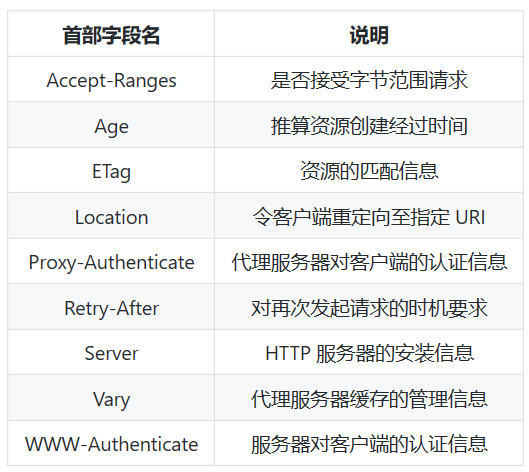 首部字段名 说明
Accept-Ranges 是否接受字节范围请求
Age 推算资源创建经过时间
ETag 资源的匹配信息
Location 令客户端重定向至指定 URI
Proxy-Authenticate 代理服务器对客户端的认证信息
Retry-After 对再次发起请求的时机要求
Server HTTP 服务器的安装信息
Vary 代理服务器缓存的管理信息
WWW-Authenticate 服务器对客户端的认证信息